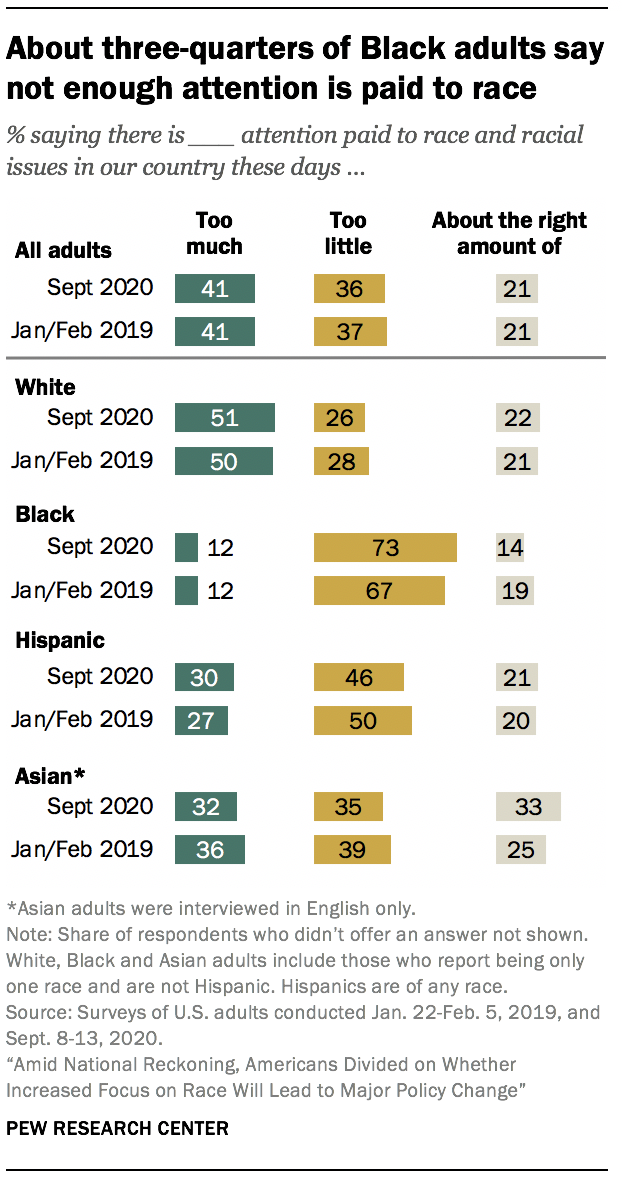 About three-quarters of Black adults say
not enough attention is paid to race
% saying there is ___ attention paid to race and racial
issues in our country these days ...
Too much Too little About the right amount of
All adults
Sept 2020 41 36 21
Jan/Feb 2019 41 37 21
White
Sept 2020 51 26 22
Jan/Feb 2019 50 28 21
Black
Sept 2020 12 73 14
Jan/Feb 2019 12 67 19
Hispanic
Sept 2020 30 46 21
Jan/Feb 2019 27 50 20
Asian*
Sept 2020 32 35 33
Jan/Feb 2019 36 39 25
*Asian adults were interviewed in English only.
Note: Share of respondents who didn’t offer an answer not shown.
White, Black and Asian adults include those who report being only
one race and are not Hispanic. Hispanics are of any race.
Source: Surveys of U.S. adults conducted Jan. 22-Feb. 5, 2019, and
Sept. 8-13, 2020.
“Amid National Reckoning, Americans Divided on Whether
Increased Focus on Race Will Lead to Major Policy Change”
PEW RESEARCH CENTER